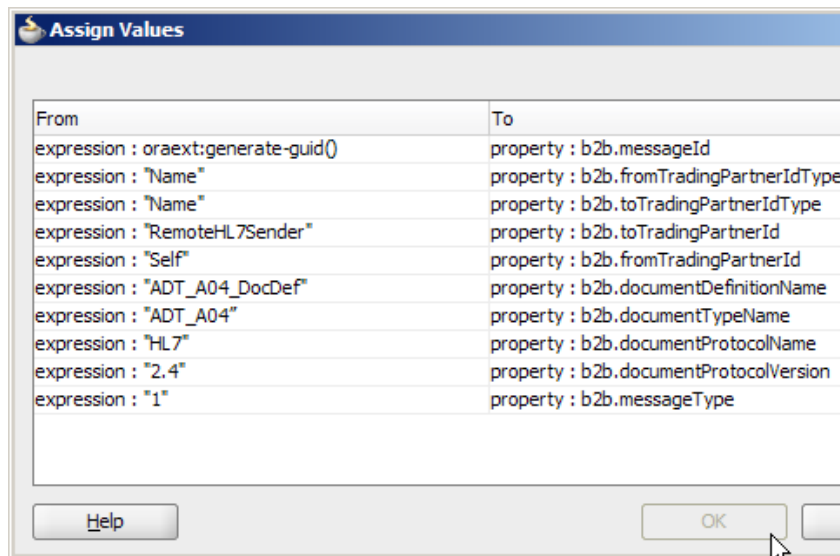 Assign Values
From To
expression : oraext:generate-guid() property : b2b.messageId
expression : "Name" property : b2b.fromTradingPartnerIdType
expression : "Name" property : b2b.toTradingPartnerIdType
expression : "RemoteHL7Sender" property : b2b.toTradingPartnerId
expression : "Self" property : b2b.fromTradingPartnerId
expression : "ADT_A04_DocDef" property : b2b.documentDefinitionName
expression : "ADT_A04” property : b2b.documentTypeName
expression : "HL7" property : b2b.documentProtocolName
expression : "2.4" property : b2b.documentProtocolVersion
expression : "1" property : b2b.messageType
Help OK